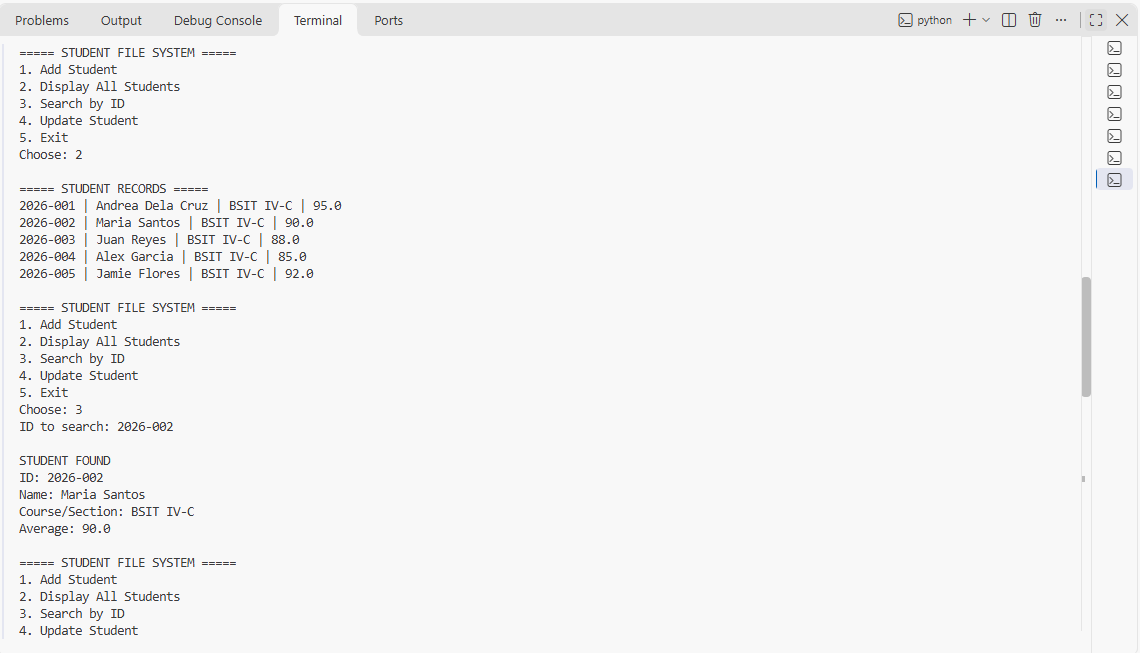 Problems Output Debug Console Terminal Ports python
===== STUDENT FILE SYSTEM =====
1. Add Student
2. Display All Students
3. Search by ID
4. Update Student
5. Exit
Choose: 2
===== STUDENT RECORDS =====
2026-001 | Andrea Dela Cruz | BSIT IV-C | 95.0
2026-002 | Maria Santos | BSIT IV-C | 90.0
2026-003 | Juan Reyes | BSIT IV-C | 88.0
2026-004 | Alex Garcia | BSIT IV-C | 85.0
2026-005 | Jamie Flores | BSIT IV-C | 92.0
===== STUDENT FILE SYSTEM =====
1. Add Student
2. Display All Students
3. Search by ID
4. Update Student
5. Exit
Choose: 3
ID to search: 2026-002
STUDENT FOUND
ID: 2026-002
Name: Maria Santos
Course/Section: BSIT IV-C
Average: 90.0
===== STUDENT FILE SYSTEM =====
1. Add Student
2. Display All Students
3. Search by ID
4. Update Student